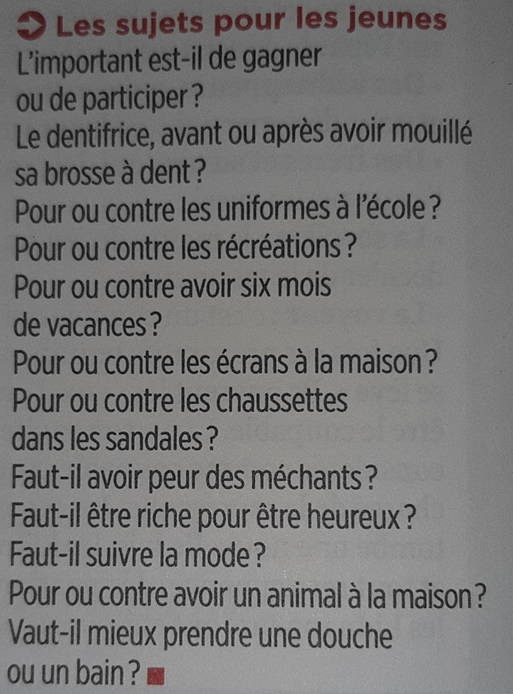 Les sujets pour les jeunes
L'important est-il de gagner
ou de participer ?
Le dentifrice, avant ou après avoir mouillé
sa brosse à dent ?
Pour ou contre les uniformes à l'école ?
Pour ou contre les récréations ?
Pour ou contre avoir six mois
de vacances ?
Pour ou contre les écrans à la maison ?
Pour ou contre les chaussettes
dans les sandales ?
Faut-il avoir peur des méchants ?
Faut-il être riche pour être heureux ?
Faut-il suivre la mode ?
Pour ou contre avoir un animal à la maison ?
Vaut-il mieux prendre une douche
ou un bain ?